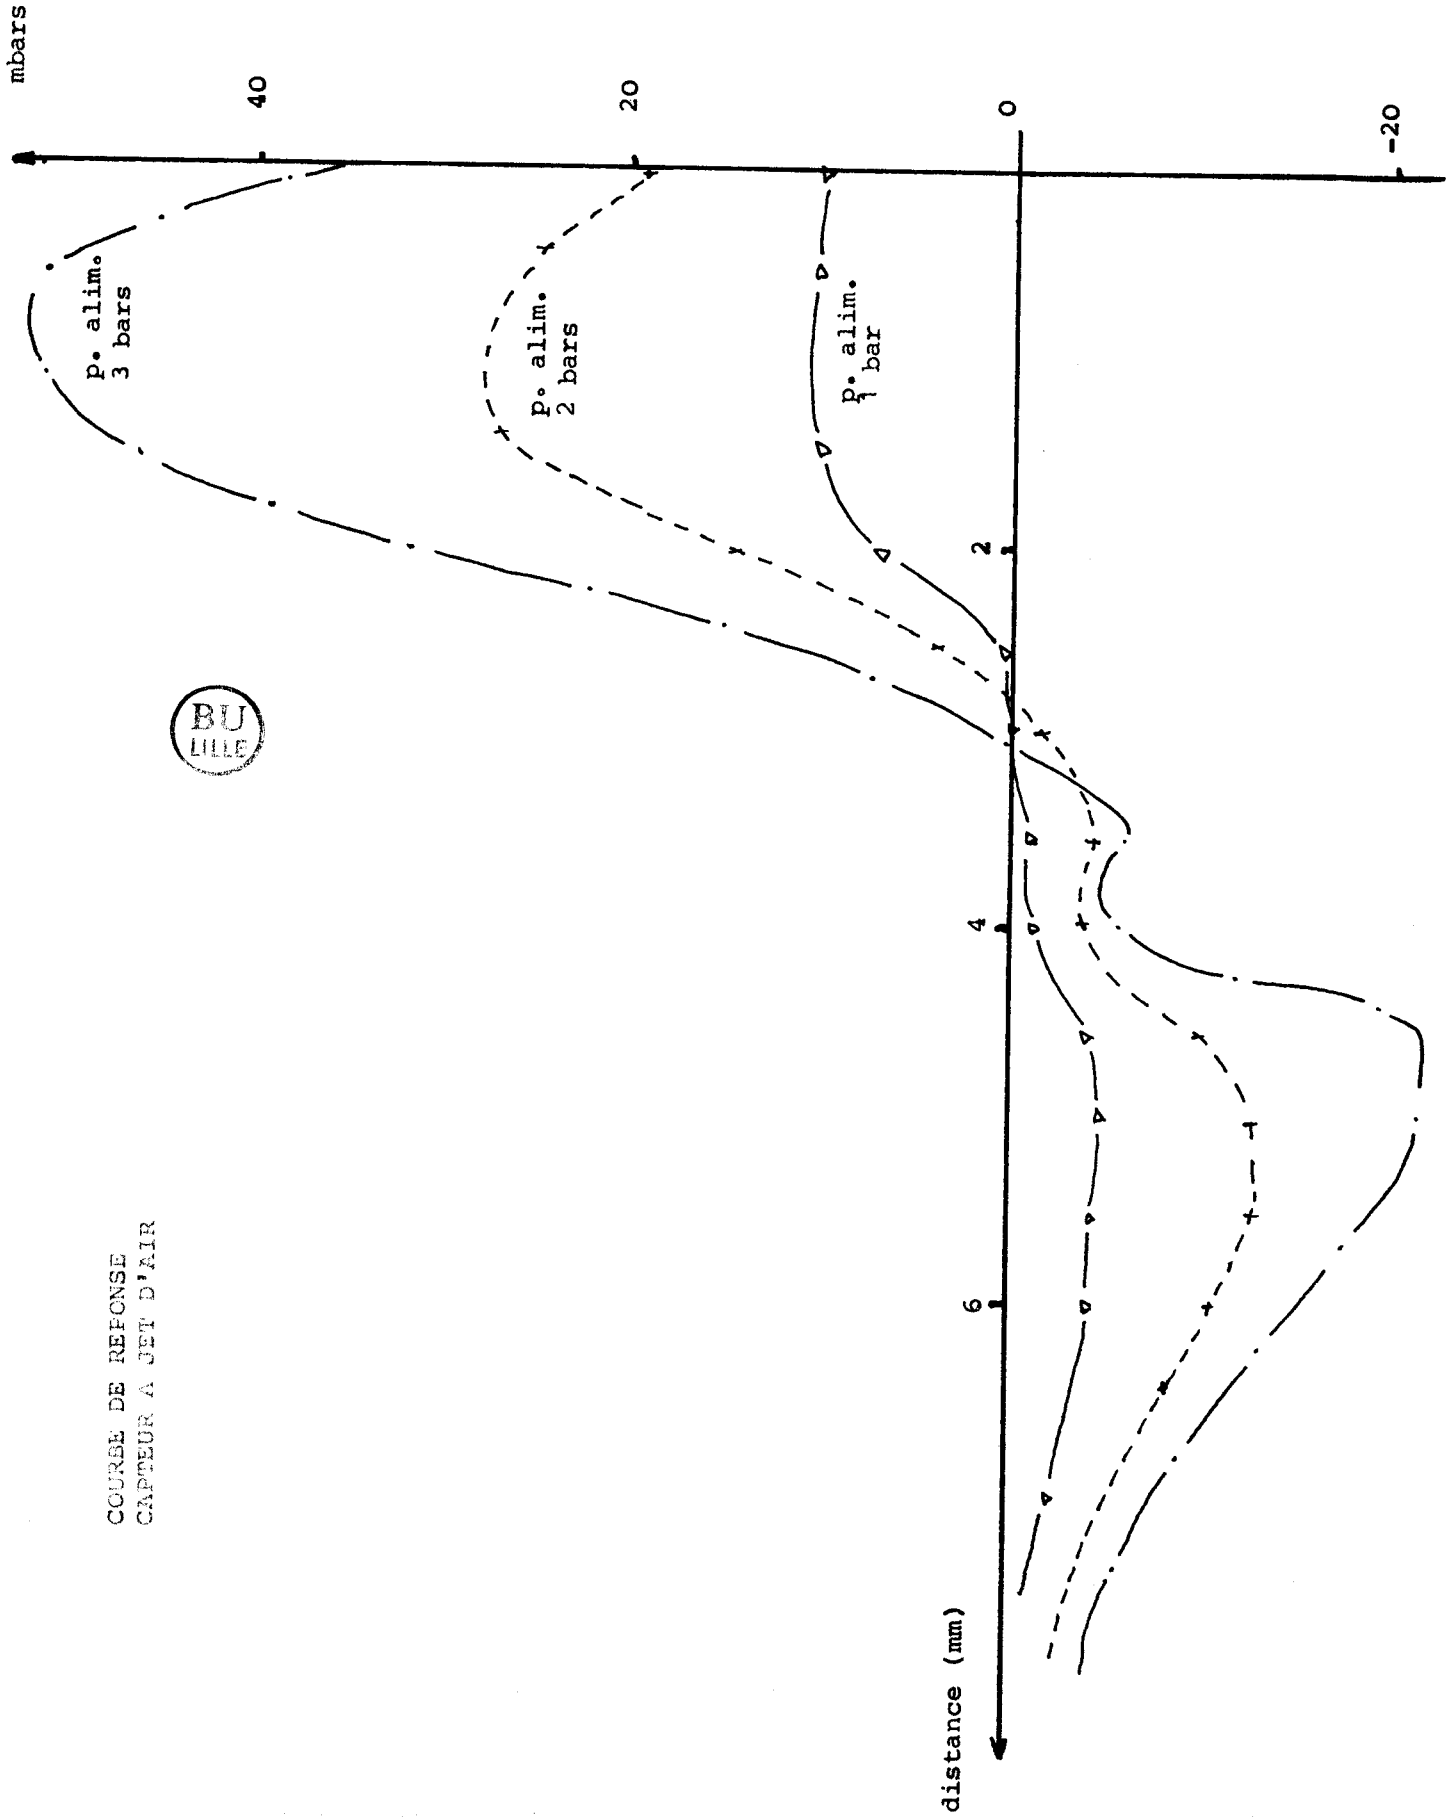 mbars
40
20
0
-20
p. alim.
3 bars
p. alim.
2 bars
p. alim.
1 bar
2
4
6
distance (mm)
BU
LILLE
COURBE DE REPONSE
CAPTEUR A JET D'AIR